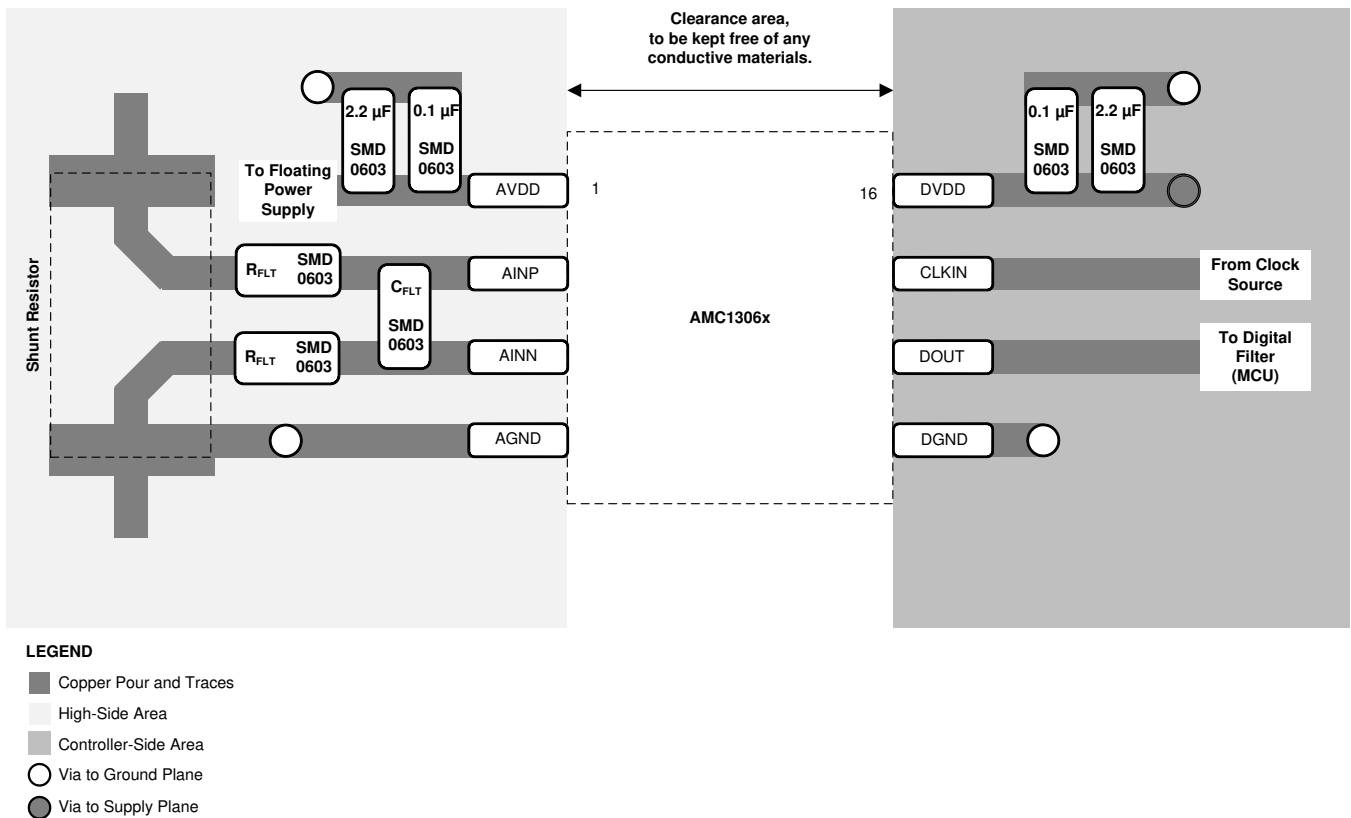 Clearance area,
to be kept free of any
conductive materials.
2.2 µF
SMD
0603
0.1 µF
SMD
0603
0.1 µF
SMD
0603
2.2 µF
SMD
0603
To Floating
Power
Supply
AVDD
1
16
DVDD
Shunt Resistor
RFLT
SMD
0603
CFLT
SMD
0603
AINP
CLKIN
From Clock
Source
AMC1306x
RFLT
SMD
0603
AINN
DOUT
To Digital
Filter
(MCU)
AGND
DGND
LEGEND
Copper Pour and Traces
High-Side Area
Controller-Side Area
Via to Ground Plane
Via to Supply Plane